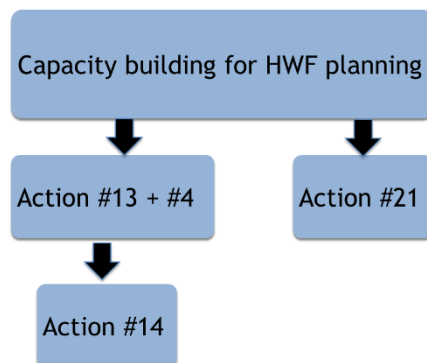 Capacity building for HWF planning
Action #13 + #4
Action #21
Action #14